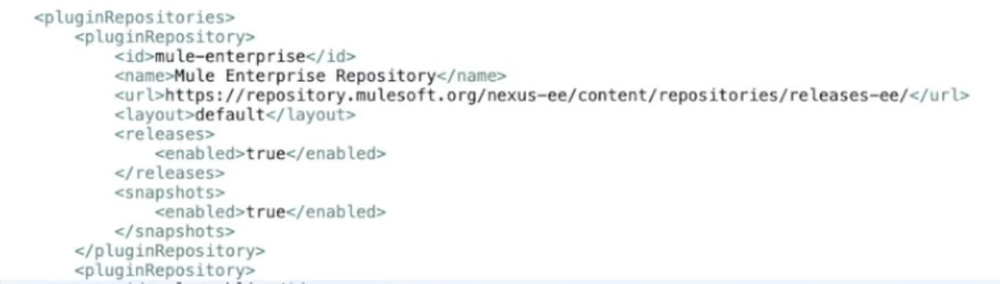 <pluginRepositories>
<pluginRepository>
<id>mule-enterprise</id>
<name>Mule Enterprise Repository</name>
<url>https://repository.mulesoft.org/nexus-ee/content/repositories/releases-ee/</url>
<layout>default</layout>
<releases>
<enabled>true</enabled>
</releases>
<snapshots>
<enabled>true</enabled>
</snapshots>
</pluginRepository>
<pluginRepository>